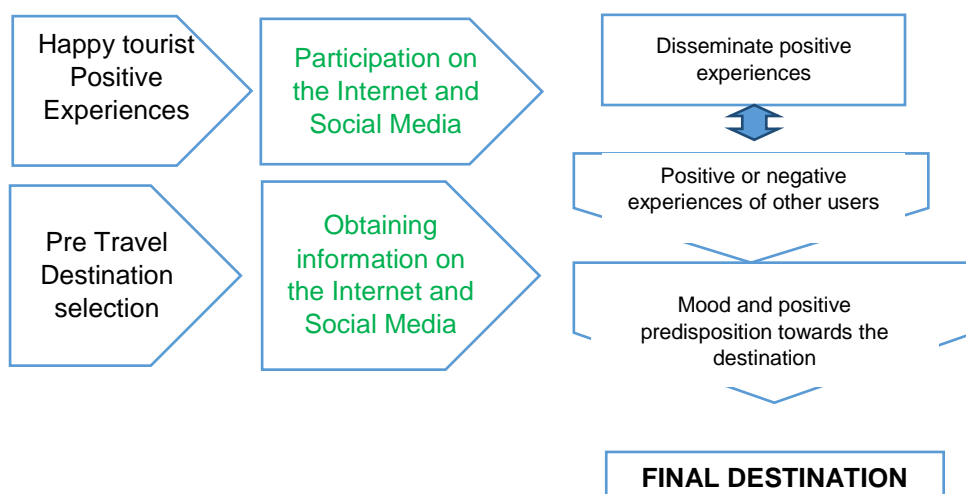 Happy tourist
Positive
Experiences
Participation on
the Internet and
Social Media
Disseminate positive
experiences
Positive or negative
experiences of other users
Pre Travel
Destination
selection
Obtaining
information on
the Internet and
Social Media
Mood and positive
predisposition towards the
destination
FINAL DESTINATION